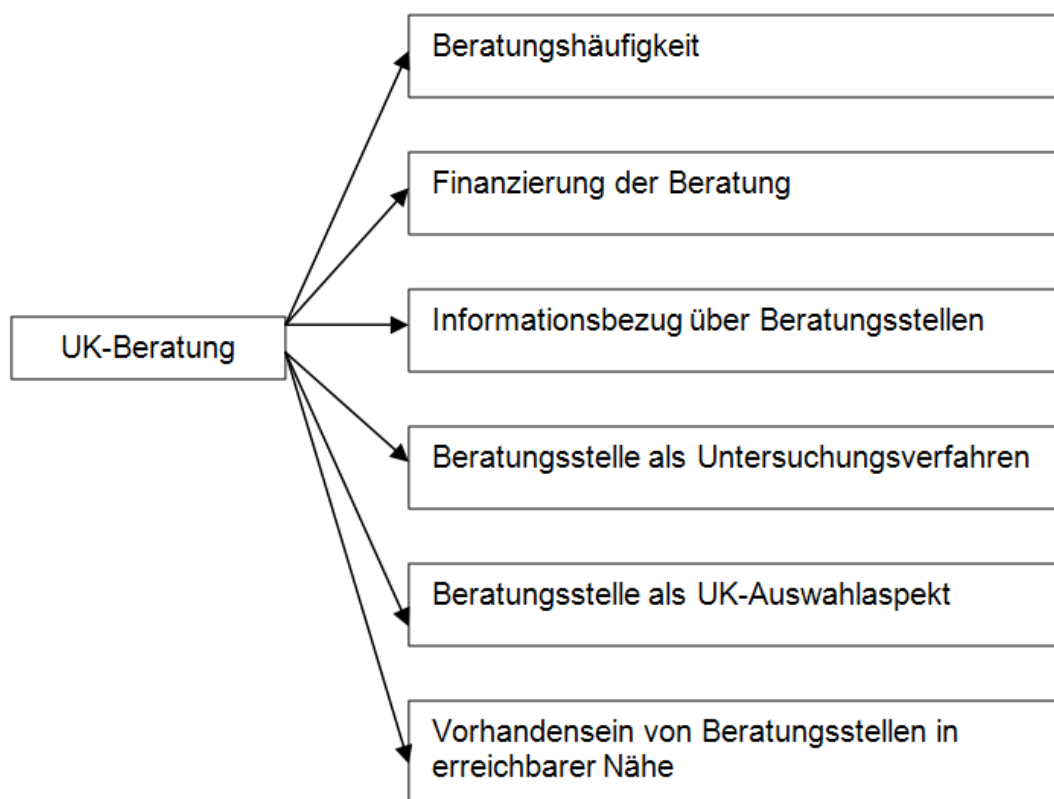 Beratungshäufigkeit
Finanzierung der Beratung
Informationsbezug über Beratungsstellen
UK-Beratung
Beratungsstelle als Untersuchungsverfahren
Beratungsstelle als UK-Auswahlaspekt
Vorhandensein von Beratungsstellen in
erreichbarer Nähe